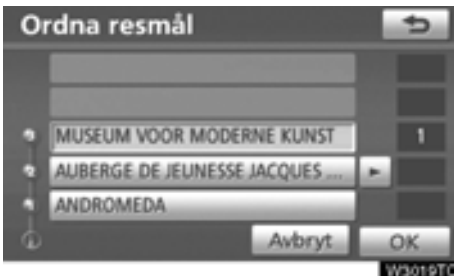 Ordna resmål
MUSEUM VOOR MODERNE KUNST 1
AUBERGE DE JEUNESSE JACQUES ...
ANDROMEDA
Avbryt OK
W3019TC